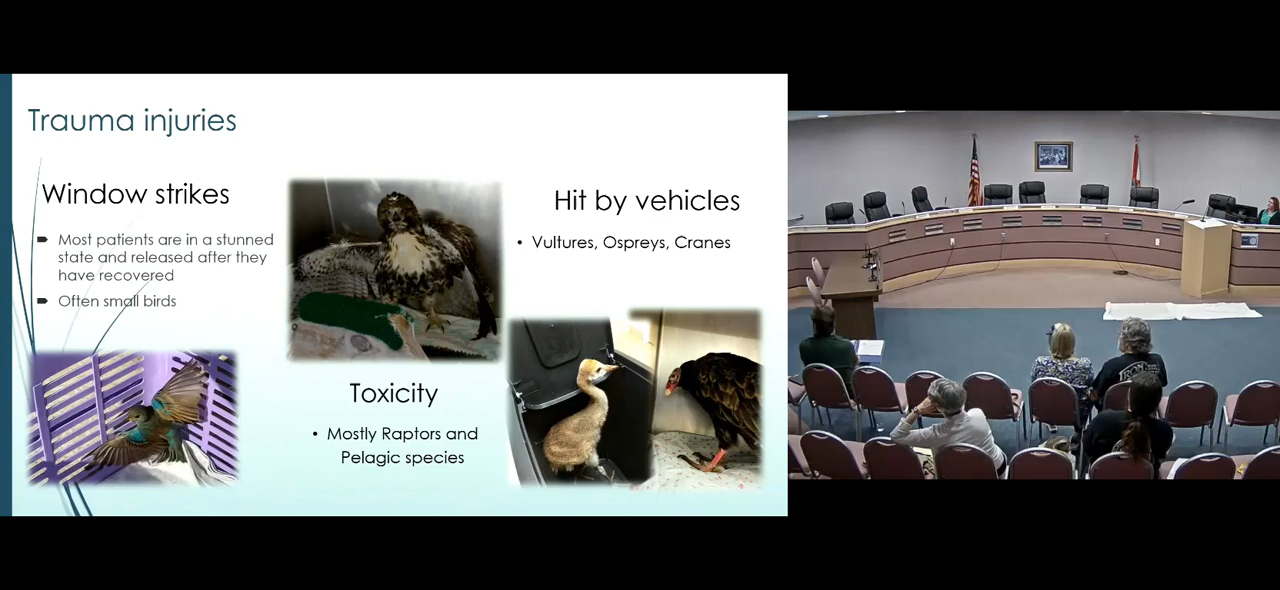 Trauma injuries
Window strikes
Most patients are in a stunned
state and released after they
have recovered
Often small birds
Toxicity
• Mostly Raptors and
Pelagic species
Hit by vehicles
• Vultures, Ospreys, Cranes
IRON